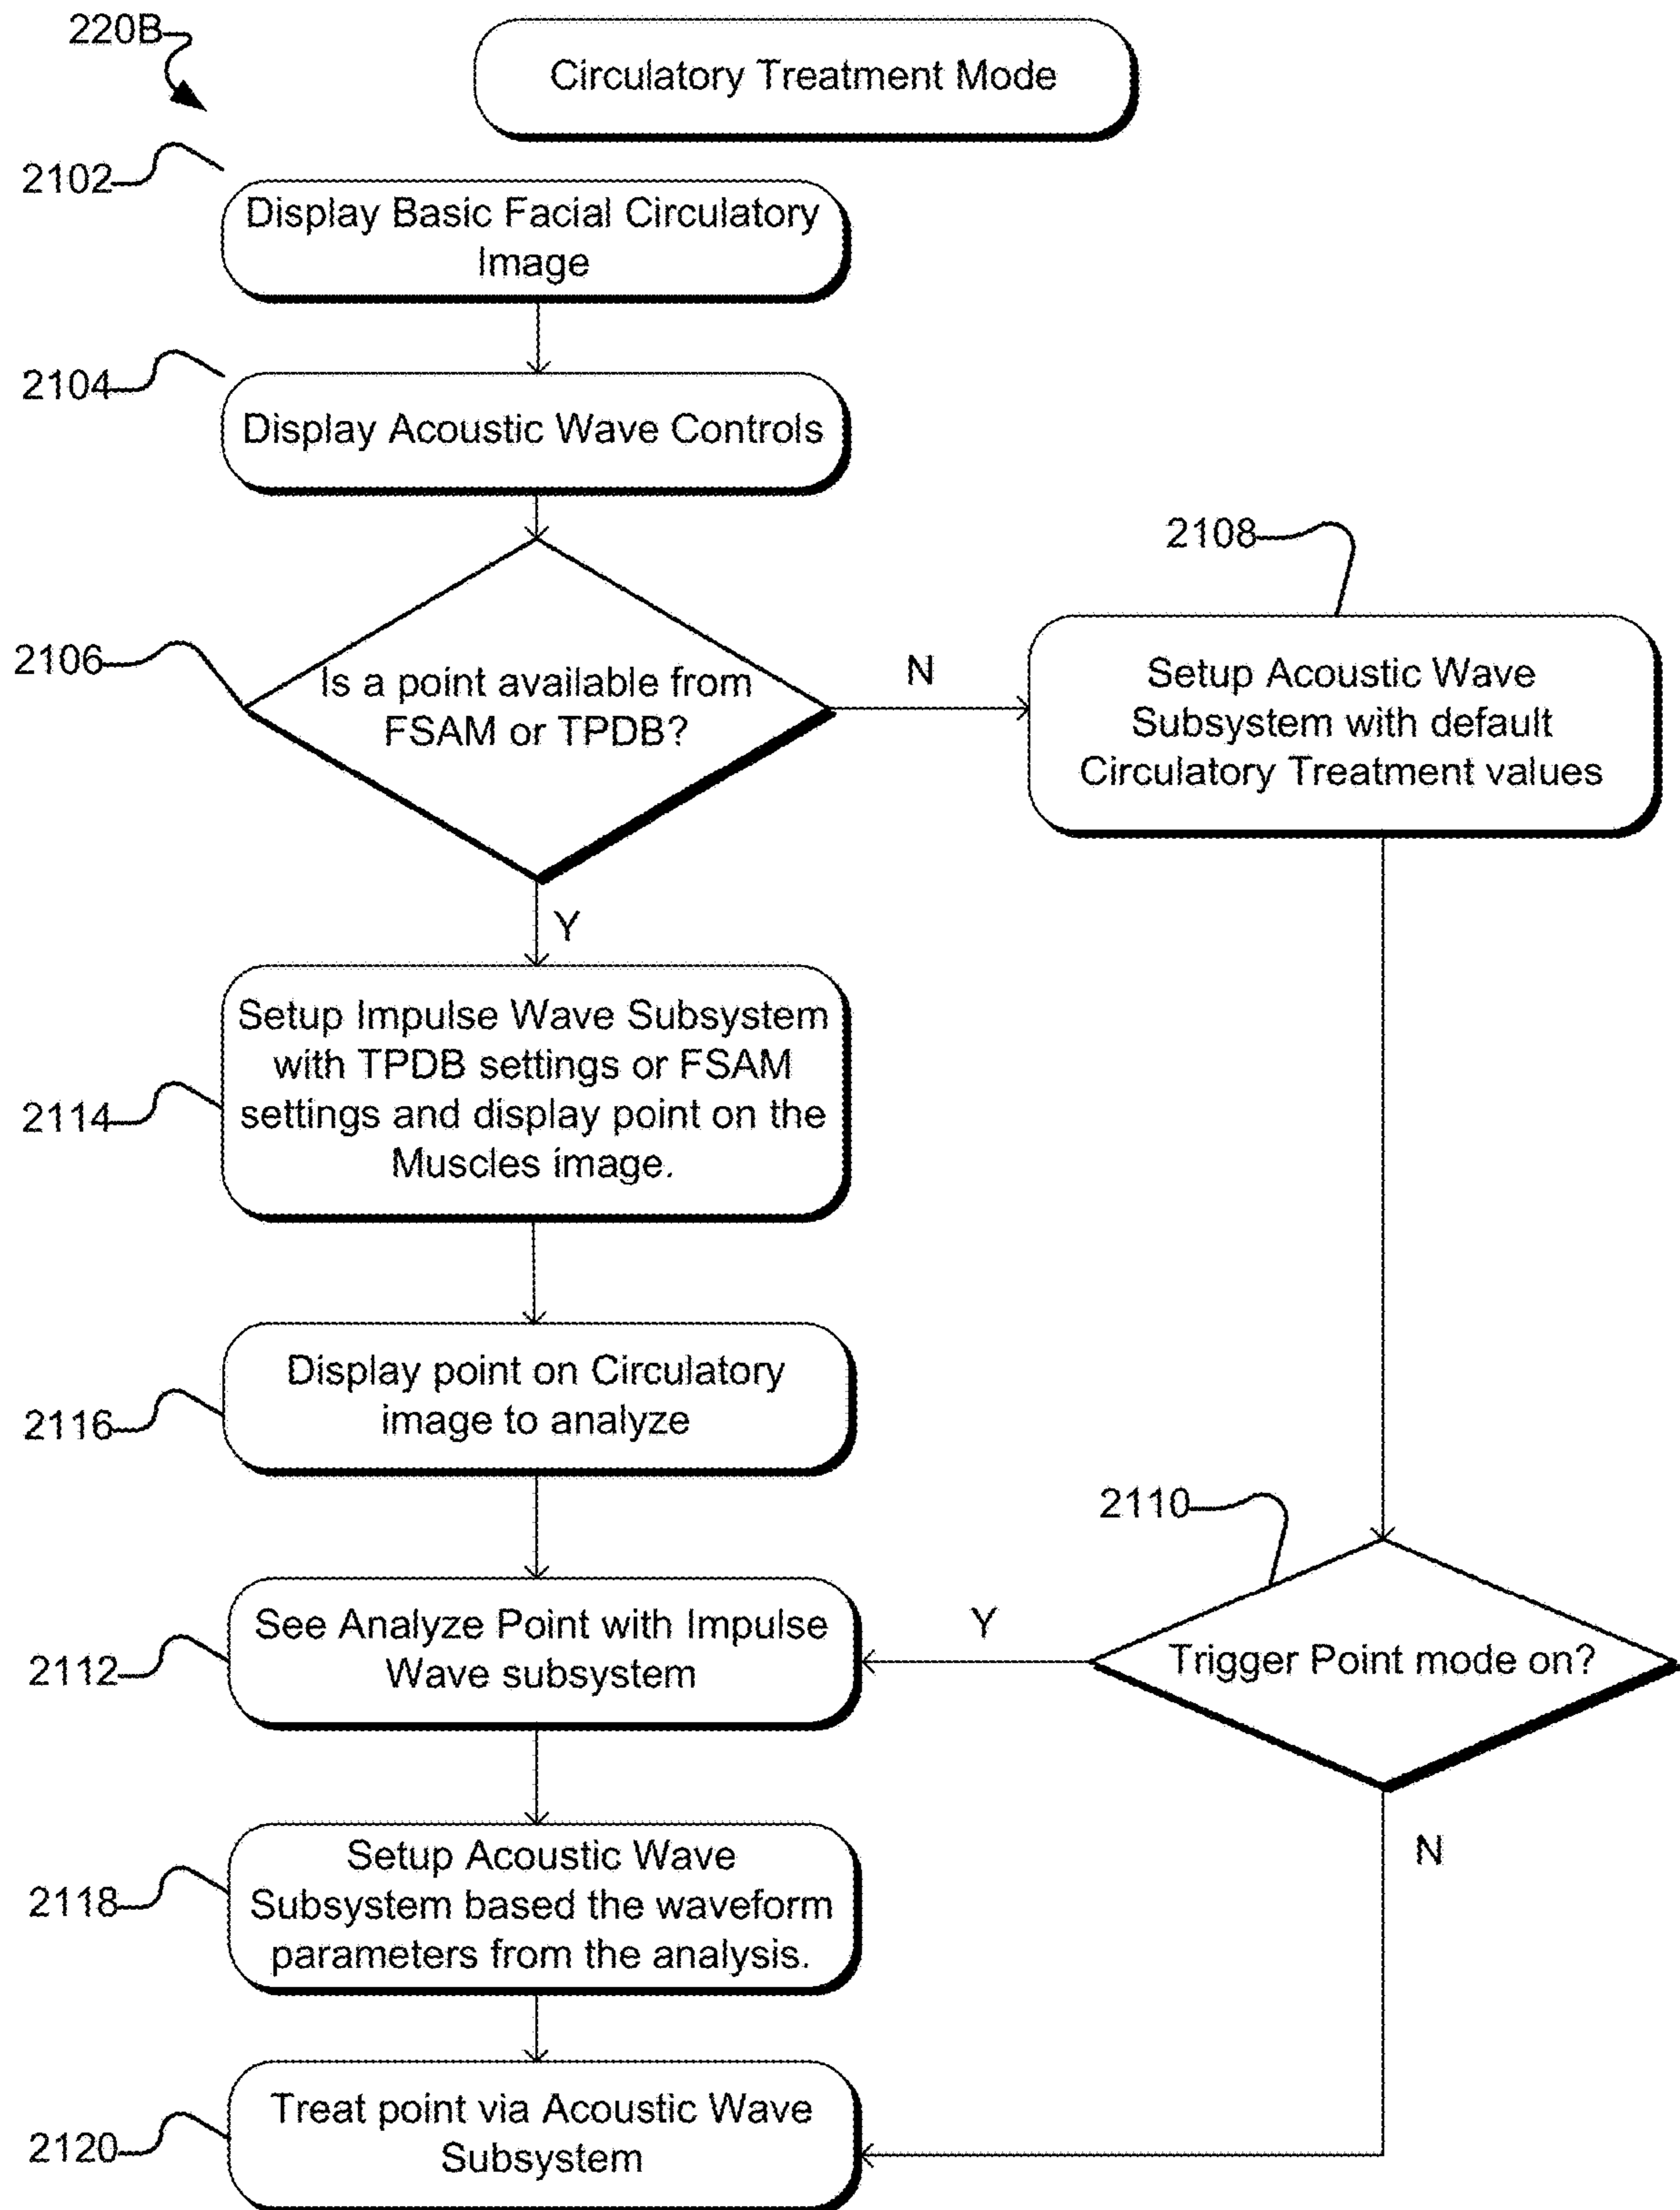 220B
Circulatory Treatment Mode
2102
Display Basic Facial Circulatory
Image
2104
Display Acoustic Wave Controls
2106
Is a point available from
FSAM or TPDB?
N
2108
Setup Acoustic Wave
Subsystem with default
Circulatory Treatment values
Y
2114
Setup Impulse Wave Subsystem
with TPDB settings or FSAM
settings and display point on the
Muscles image.
2116
Display point on Circulatory
image to analyze
2110
Trigger Point mode on?
Y
2112
See Analyze Point with Impulse
Wave subsystem
N
2118
Setup Acoustic Wave
Subsystem based the waveform
parameters from the analysis.
2120
Treat point via Acoustic Wave
Subsystem